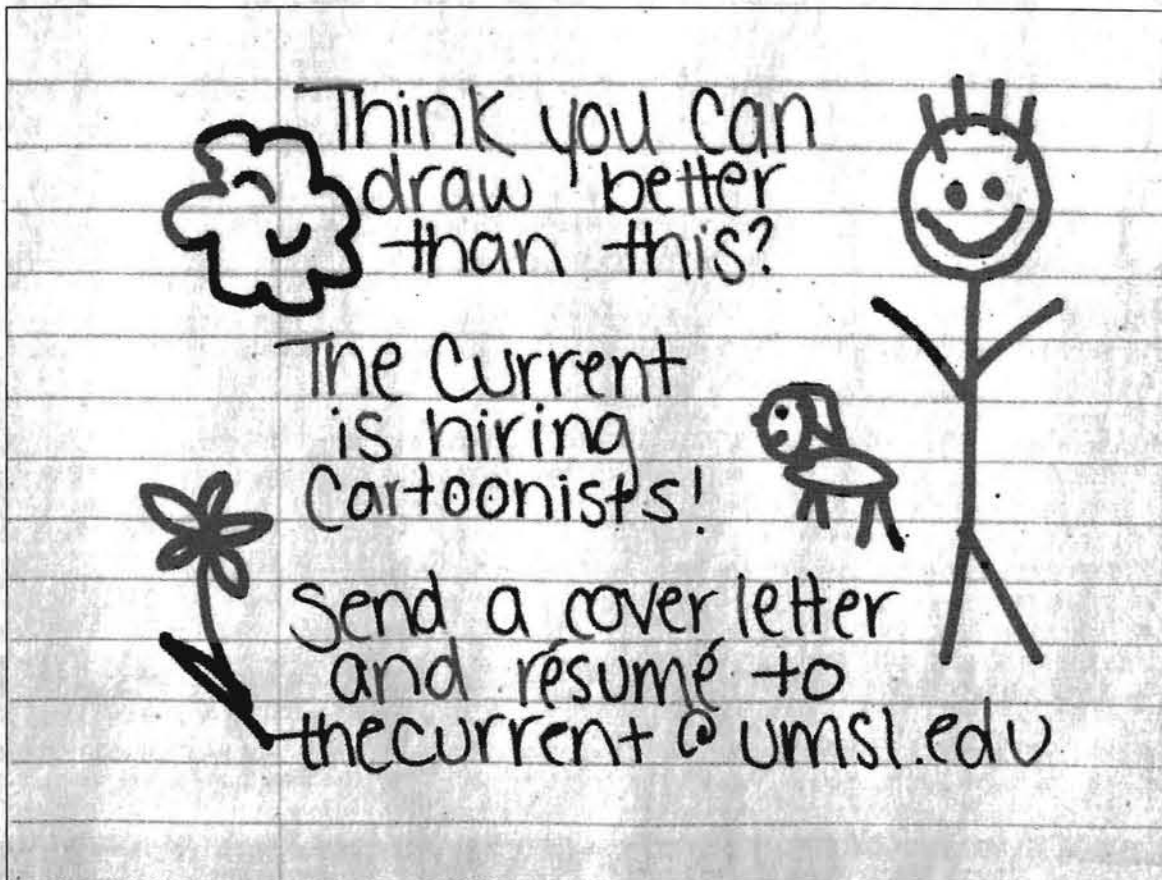 Think you can
draw better
than this?
The Current
is hiring
Cartoonists!
Send a cover letter
and résumé to
thecurrent@umsl.edu